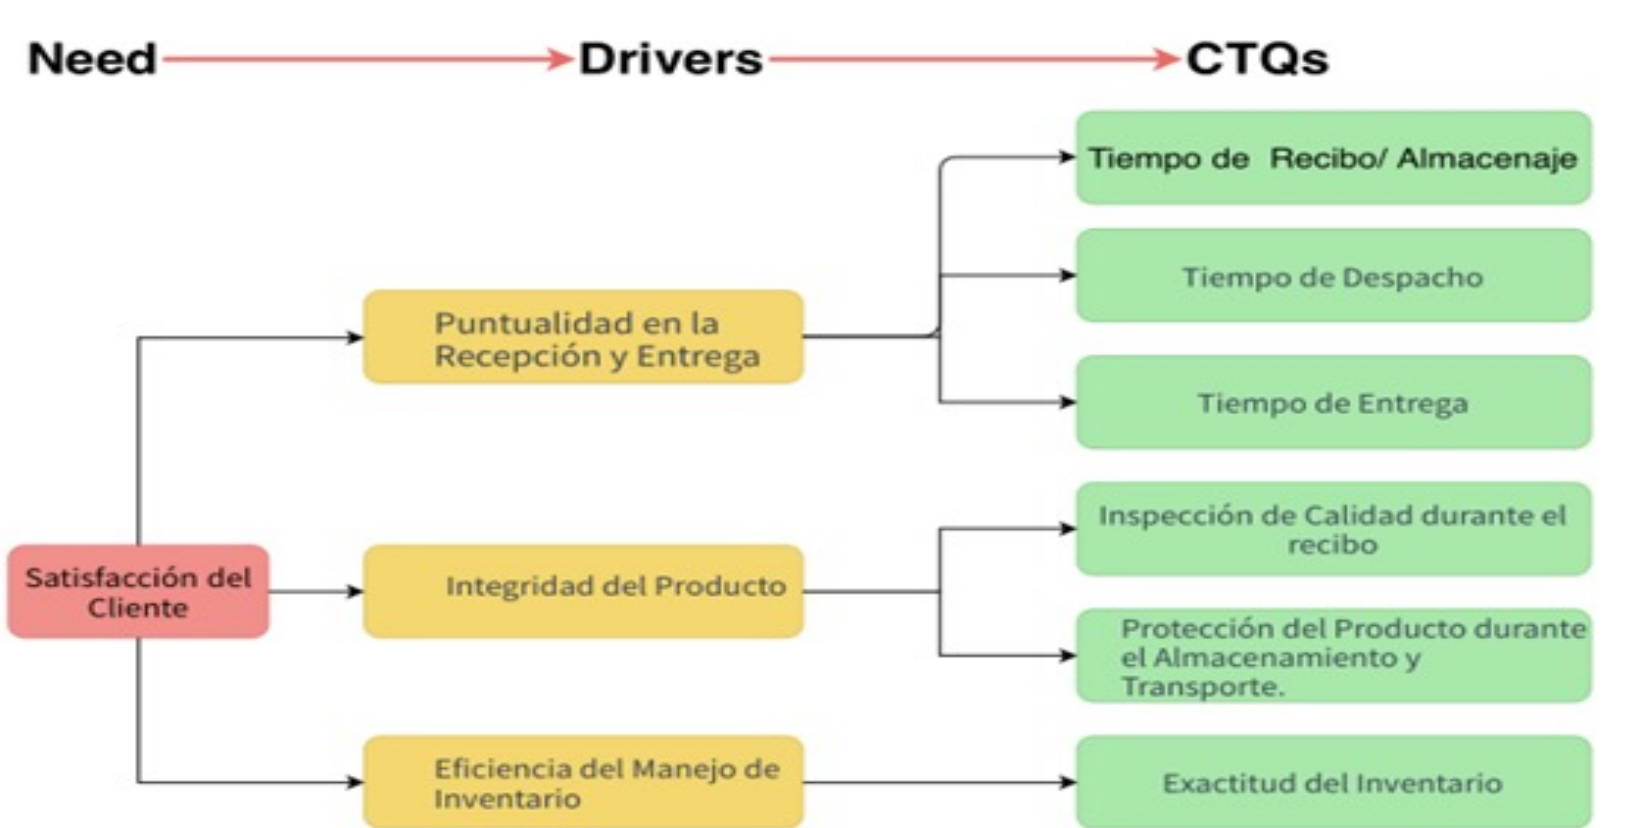 Need
Drivers
CTQs
Tiempo de Recibo/ Almacenaje
Tiempo de Despacho
Puntualidad en la
Recepción y Entrega
Tiempo de Entrega
Inspección de Calidad durante el
recibo
Satisfacción del
Cliente
Integridad del Producto
Protección del Producto durante
el Almacenamiento y
Transporte.
Eficiencia del Manejo de
Inventario
Exactitud del Inventario